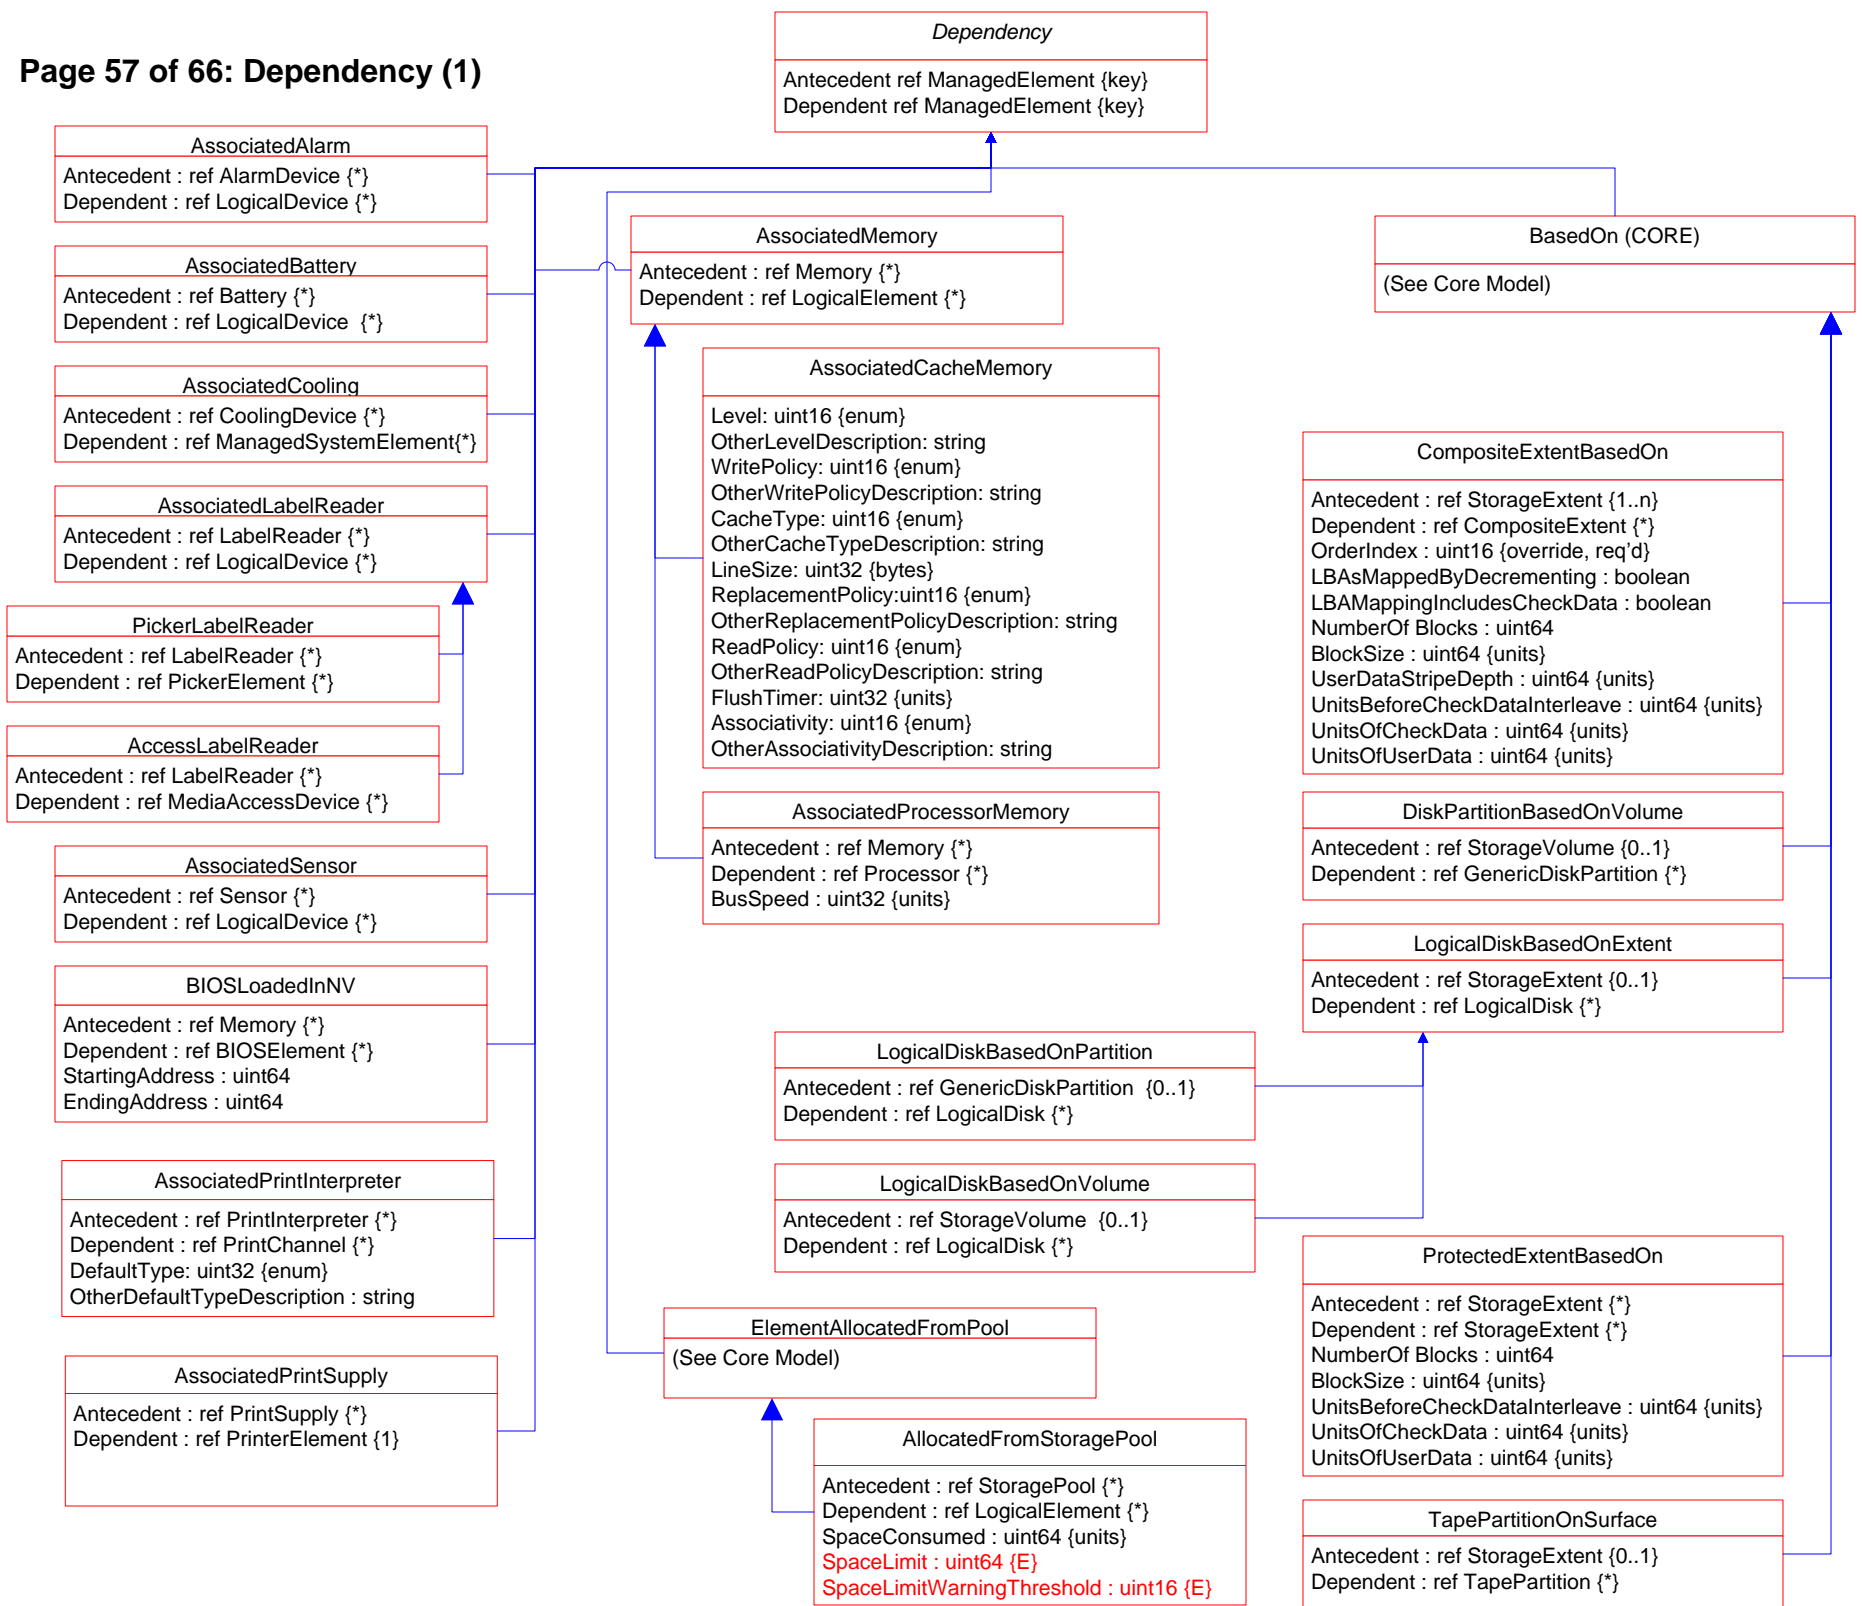 Page 57 of 66: Dependency (1)
Dependency
Antecedent ref ManagedElement {key}
Dependent ref ManagedElement {key}
AssociatedAlarm
Antecedent : ref AlarmDevice {*}
Dependent : ref LogicalDevice {*}
AssociatedBattery
Antecedent : ref Battery {*}
Dependent : ref LogicalDevice  {*}
AssociatedCooling
Antecedent : ref CoolingDevice {*}
Dependent : ref ManagedSystemElement{*}
AssociatedLabelReader
Antecedent : ref LabelReader {*}
Dependent : ref LogicalDevice {*}
PickerLabelReader
Antecedent : ref LabelReader {*}
Dependent : ref PickerElement {*}
AccessLabelReader
Antecedent : ref LabelReader {*}
Dependent : ref MediaAccessDevice {*}
AssociatedSensor
Antecedent : ref Sensor {*}
Dependent : ref LogicalDevice {*}
BIOSLoadedInNV
Antecedent : ref Memory {*}
Dependent : ref BIOSElement {*}
StartingAddress : uint64
EndingAddress : uint64
AssociatedPrintInterpreter
Antecedent : ref PrintInterpreter {*}
Dependent : ref PrintChannel {*}
DefaultType: uint32 {enum}
OtherDefaultTypeDescription : string
AssociatedPrintSupply
Antecedent : ref PrintSupply {*}
Dependent : ref PrinterElement {1}
AssociatedMemory
Antecedent : ref Memory {*}
Dependent : ref LogicalElement {*}
AssociatedCacheMemory
Level: uint16 {enum}
OtherLevelDescription: string
WritePolicy: uint16 {enum}
OtherWritePolicyDescription: string
CacheType: uint16 {enum}
OtherCacheTypeDescription: string
LineSize: uint32 {bytes}
ReplacementPolicy:uint16 {enum}
OtherReplacementPolicyDescription: string
ReadPolicy: uint16 {enum}
OtherReadPolicyDescription: string
FlushTimer: uint32 {units}
Associativity: uint16 {enum}
OtherAssociativityDescription: string
AssociatedProcessorMemory
Antecedent : ref Memory {*}
Dependent : ref Processor {*}
BusSpeed : uint32 {units}
LogicalDiskBasedOnPartition
Antecedent : ref GenericDiskPartition  {0..1}
Dependent : ref LogicalDisk {*}
LogicalDiskBasedOnVolume
Antecedent : ref StorageVolume  {0..1}
Dependent : ref LogicalDisk {*}
ElementAllocatedFromPool
(See Core Model)
AllocatedFromStoragePool
Antecedent : ref StoragePool {*}
Dependent : ref LogicalElement {*}
SpaceConsumed : uint64 {units}
SpaceLimit : uint64 {E}
SpaceLimitWarningThreshold : uint16 {E}
BasedOn (CORE)
(See Core Model)
CompositeExtentBasedOn
Antecedent : ref StorageExtent {1..n}
Dependent : ref CompositeExtent {*}
OrderIndex : uint16 {override, req’d}
LBAsMappedByDecrementing : boolean
LBAMappingIncludesCheckData : boolean
NumberOf Blocks : uint64
BlockSize : uint64 {units}
UserDataStripeDepth : uint64 {units}
UnitsBeforeCheckDataInterleave : uint64 {units}
UnitsOfCheckData : uint64 {units}
UnitsOfUserData : uint64 {units}
DiskPartitionBasedOnVolume
Antecedent : ref StorageVolume {0..1}
Dependent : ref GenericDiskPartition {*}
LogicalDiskBasedOnExtent
Antecedent : ref StorageExtent {0..1}
Dependent : ref LogicalDisk {*}
ProtectedExtentBasedOn
Antecedent : ref StorageExtent {*}
Dependent : ref StorageExtent {*}
NumberOf Blocks : uint64
BlockSize : uint64 {units}
UnitsBeforeCheckDataInterleave : uint64 {units}
UnitsOfCheckData : uint64 {units}
UnitsOfUserData : uint64 {units}
TapePartitionOnSurface
Antecedent : ref StorageExtent {0..1}
Dependent : ref TapePartition {*}